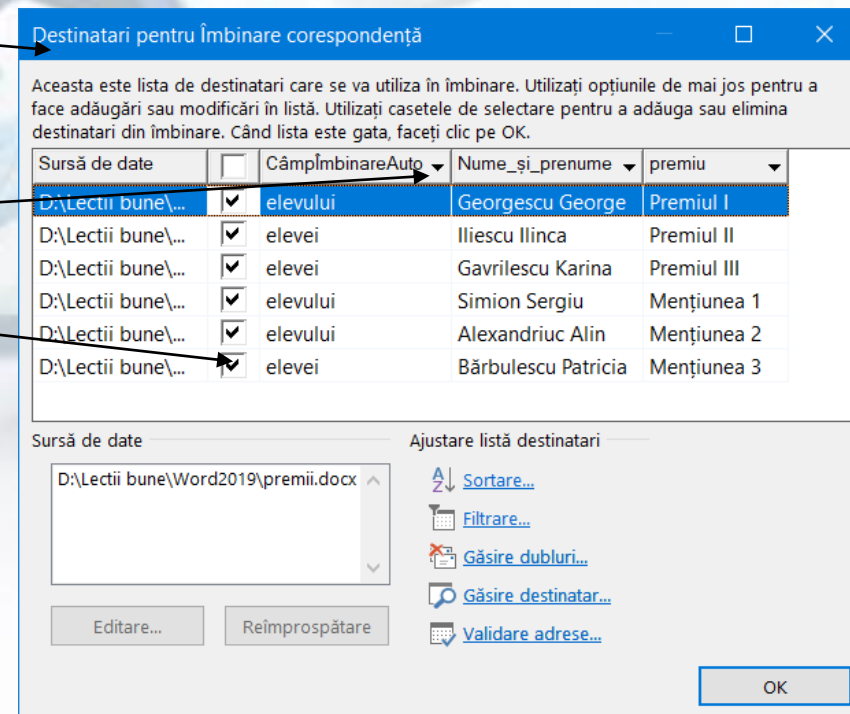 Destinatari pentru Îmbinare corespondență
Aceasta este lista de destinatari care se va utiliza în îmbinare. Utilizați opțiunile de mai jos pentru a
face adăugări sau modificări în listă. Utilizați casetele de selectare pentru a adăuga sau elimina
destinatari din îmbinare. Când lista este gata, faceți clic pe OK.
Sursă de date CâmpÎmbinareAuto Nume_și_prenume premiu
D:\Lectii bune\... elevului Georgescu George Premiul I
D:\Lectii bune\... elevei Iliescu Ilinca Premiul II
D:\Lectii bune\... elevei Gavrilescu Karina Premiul III
D:\Lectii bune\... elevului Simion Sergiu Mențiunea 1
D:\Lectii bune\... elevului Alexandriuc Alin Mențiunea 2
D:\Lectii bune\... elevei Bărbulescu Patricia Mențiunea 3
Sursă de date Ajustare listă destinatari
D:\Lectii bune\Word2019\premii.docx
Sortare...
Filtrare...
Găsire dubluri...
Găsire destinatar...
Editare... Reîmprospătare Validare adrese...
OK